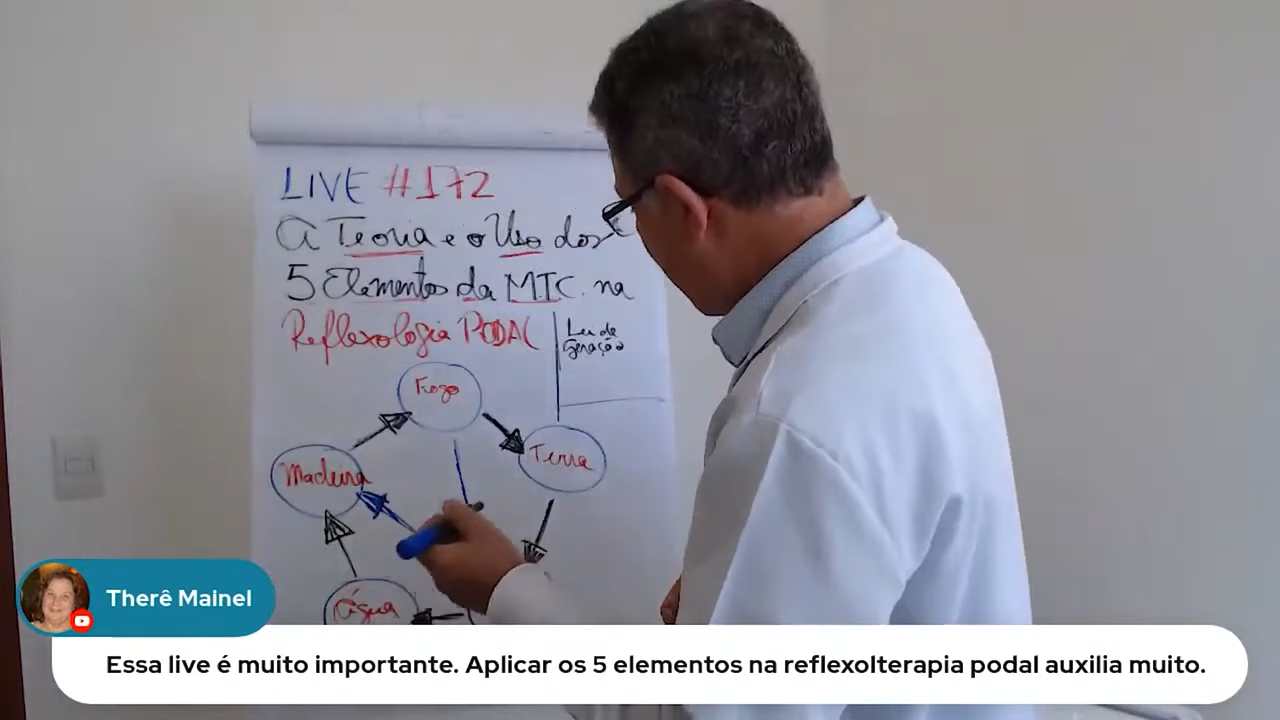 LIVE #172
A Teoria e o Uso dos
5 Elementos da M.T.C. na
Reflexologia PODAL
Lei de
Geração
Fogo
Terra
Madeira
Água
Therê Mainel
Essa live é muito importante. Aplicar os 5 elementos na reflexolterapia podal auxilia muito.